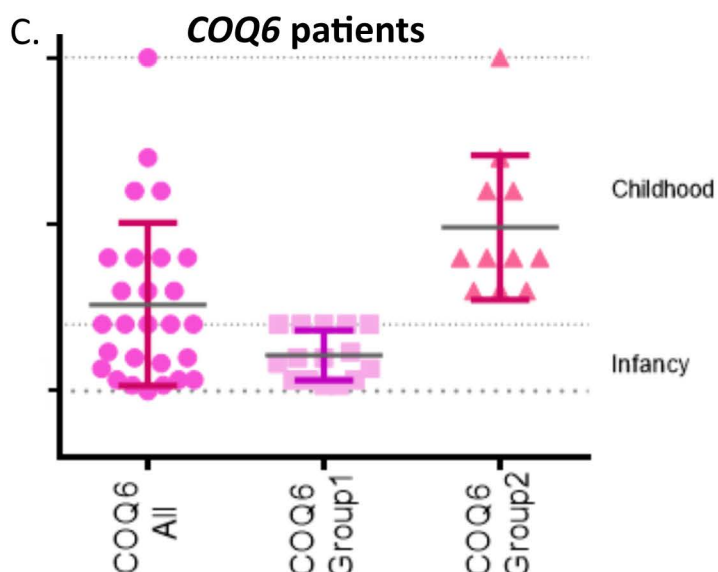 C.
COQ6 patients
Childhood
Infancy
COQ6
All
COQ6
Group1
COQ6
Group2